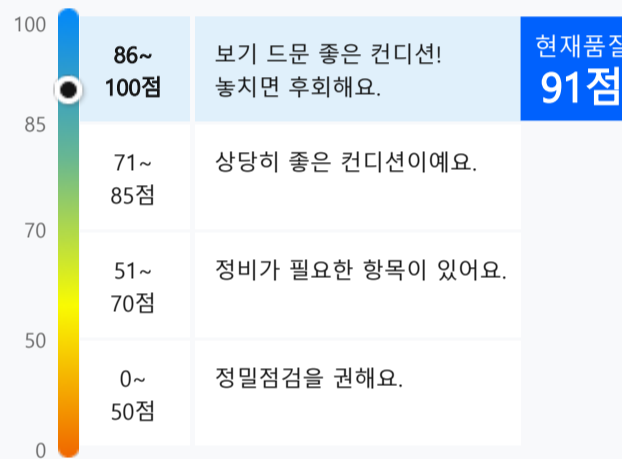 100
86~
100점
보기 드문 좋은 컨디션!
놓치면 후회해요.
현재품질
91점
85
71~
85점
상당히 좋은 컨디션이예요.
70
51~
70점
정비가 필요한 항목이 있어요.
50
0~
50점
정밀점검을 권해요.
0